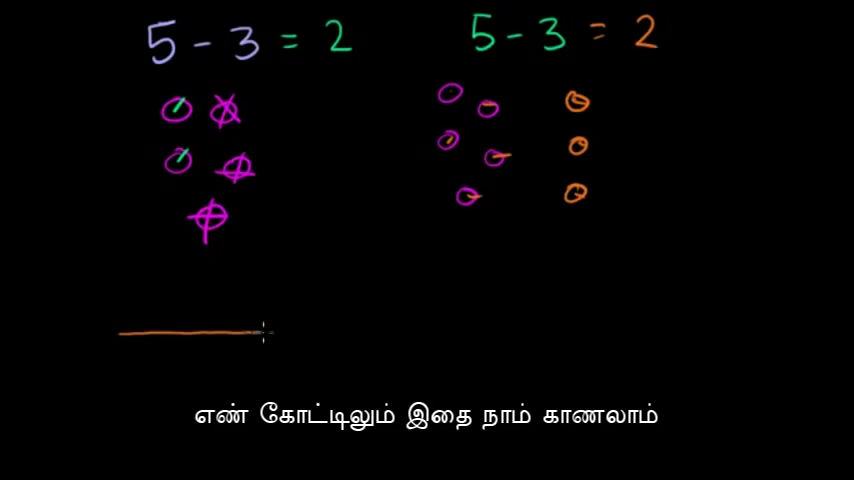 5 - 3 = 2
5 - 3 = 2
எண் கோட்டிலும் இதை நாம் காணலாம்